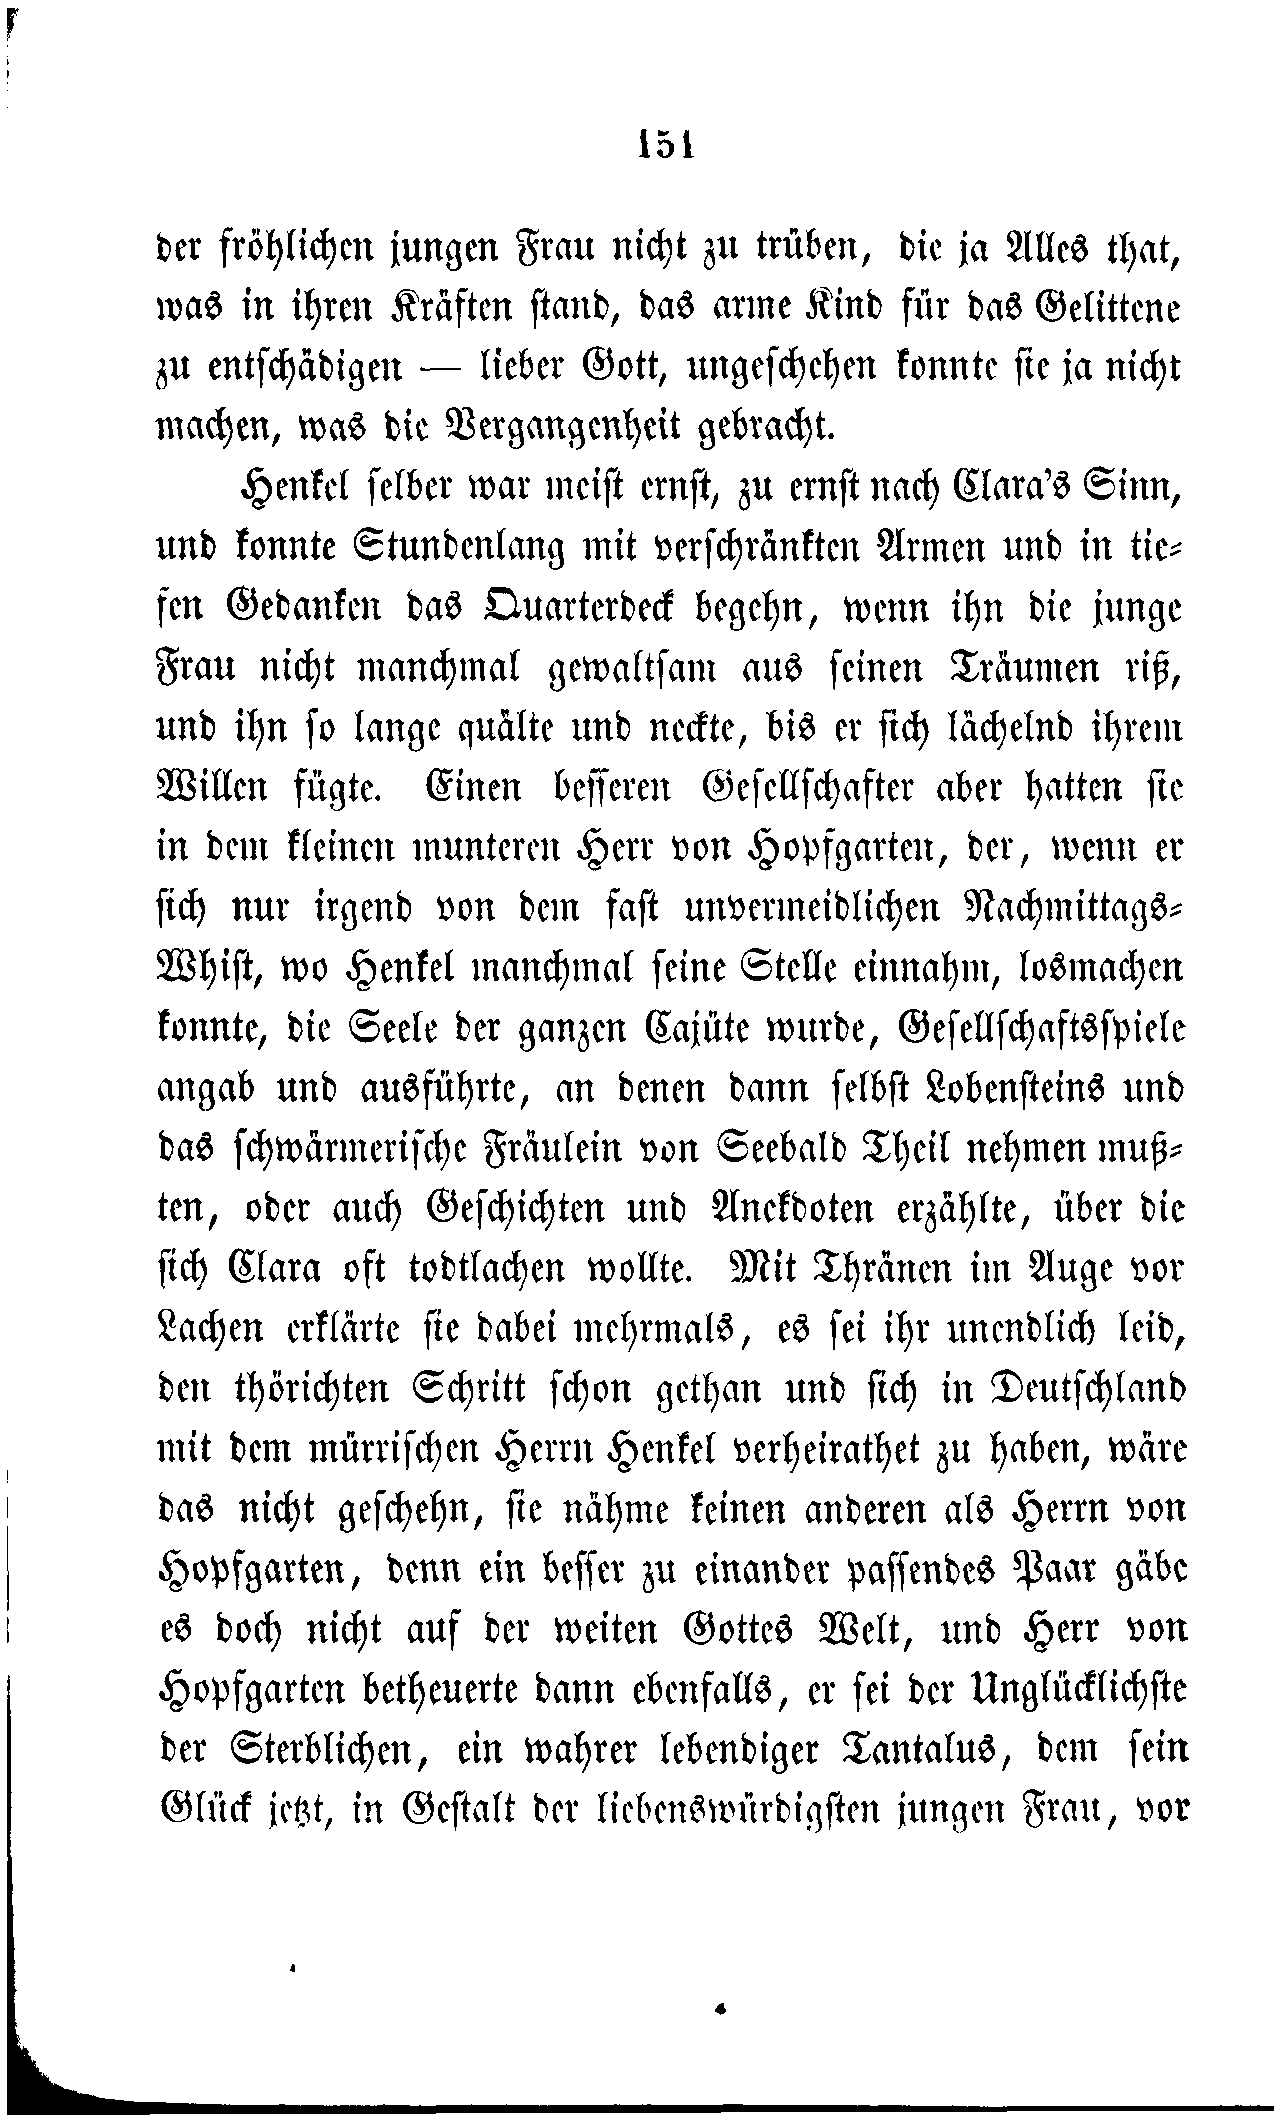 151
der fröhlichen jungen Frau nicht zu trüben, die ja Alles that,
was in ihren Kräften stand, das arme Kind für das Gelittene
zu entschädigen — lieber Gott, ungeschehen konnte sie ja nicht
machen, was die Vergangenheit gebracht.
Henkel selber war meist ernst, zu ernst nach Clara's Sinn,
und konnte Stundenlang mit verschränkten Armen und in tie-
fen Gedanken das Quarterdeck begehn, wenn ihn die junge
Frau nicht manchmal gewaltsam aus seinen Träumen riß,
und ihn so lange quälte und neckte, bis er sich lächelnd ihrem
Willen fügte. Einen besseren Gesellschafter aber hatten sie
in dem kleinen munteren Herr von Hopfgarten, der, wenn er
sich nur irgend von dem fast unvermeidlichen Nachmittags-
Whist, wo Henkel manchmal seine Stelle einnahm, losmachen
konnte, die Seele der ganzen Cajüte wurde, Gesellschaftsspiele
angab und ausführte, an denen dann selbst Lobensteins und
das schwärmerische Fräulein von Seebald Theil nehmen muß-
ten, oder auch Geschichten und Anekdoten erzählte, über die
sich Clara oft todtlachen wollte. Mit Thränen im Auge vor
Lachen erklärte sie dabei mehrmals, es sei ihr unendlich leid,
den thörichten Schritt schon gethan und sich in Deutschland
mit dem mürrischen Herrn Henkel verheirathet zu haben, wäre
das nicht geschehn, sie nähme keinen anderen als Herrn von
Hopfgarten, denn ein besser zu einander passendes Paar gäbe
es doch nicht auf der weiten Gottes Welt, und Herr von
Hopfgarten betheuerte dann ebenfalls, er sei der Unglücklichste
der Sterblichen, ein wahrer lebendiger Tantalus, dem sein
Glück jetzt, in Gestalt der liebenswürdigsten jungen Frau, vor